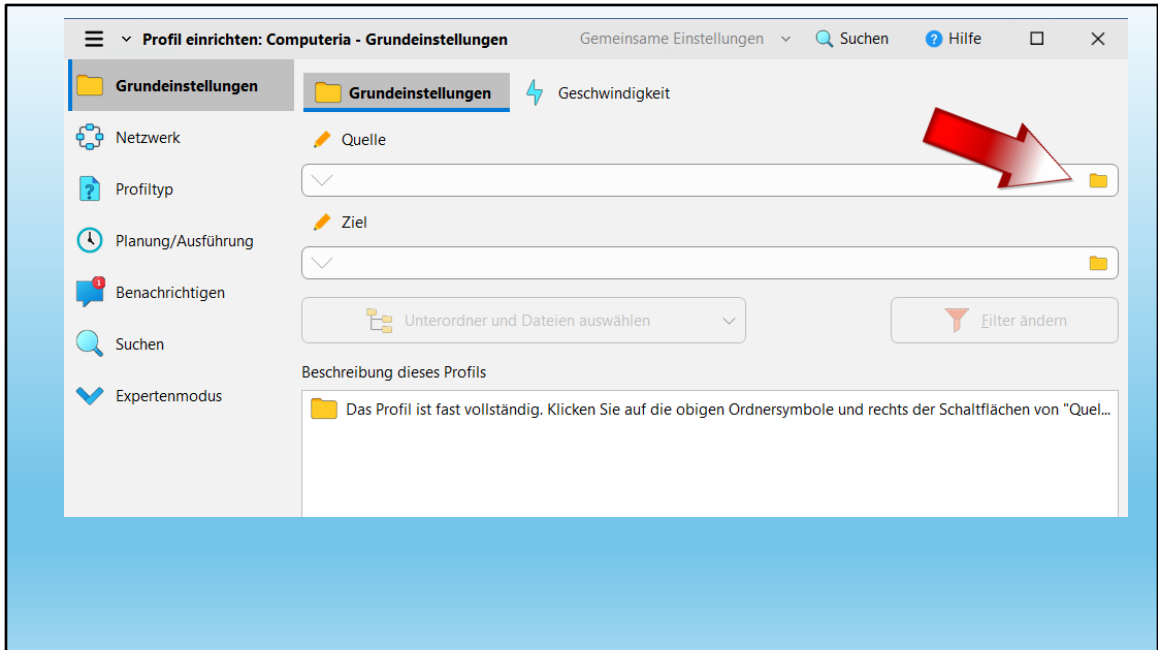 Profil einrichten: Computeria - Grundeinstellungen
Gemeinsame Einstellungen
Suchen
Hilfe
Grundeinstellungen
Netzwerk
Profiltyp
Planung/Ausführung
Benachrichtigen
1
Suchen
Expertenmodus
Grundeinstellungen
Geschwindigkeit
Quelle
Ziel
Unterordner und Dateien auswählen
Filter ändern
Beschreibung dieses Profils
Das Profil ist fast vollständig. Klicken Sie auf die obigen Ordnersymbole und rechts der Schaltflächen von "Quel...